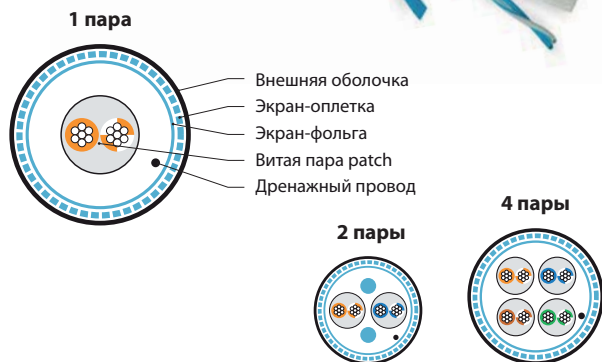 1 пара
Внешняя оболочка
Экран-оплетка
Экран-фольга
Витая пара patch
Дренажный провод
4 пары
2 пары